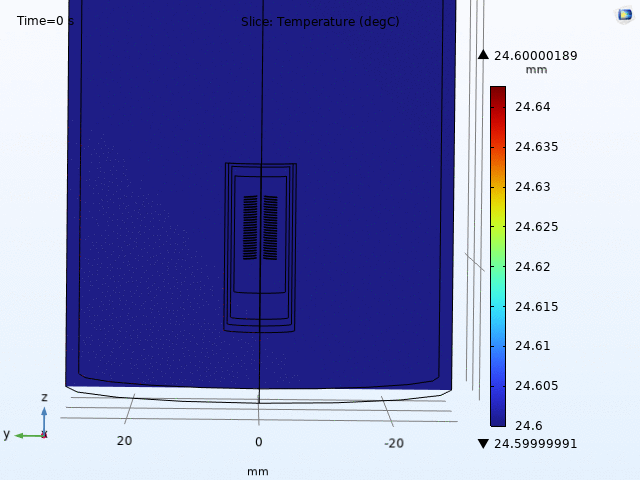 Time=0 s
Slice: Temperature (degC)
▲ 24.60000189
mm
24.64
24.635
24.63
24.625
24.62
24.615
24.61
24.605
24.6
▼ 24.59999991
z
y
x
20
0
-20
mm